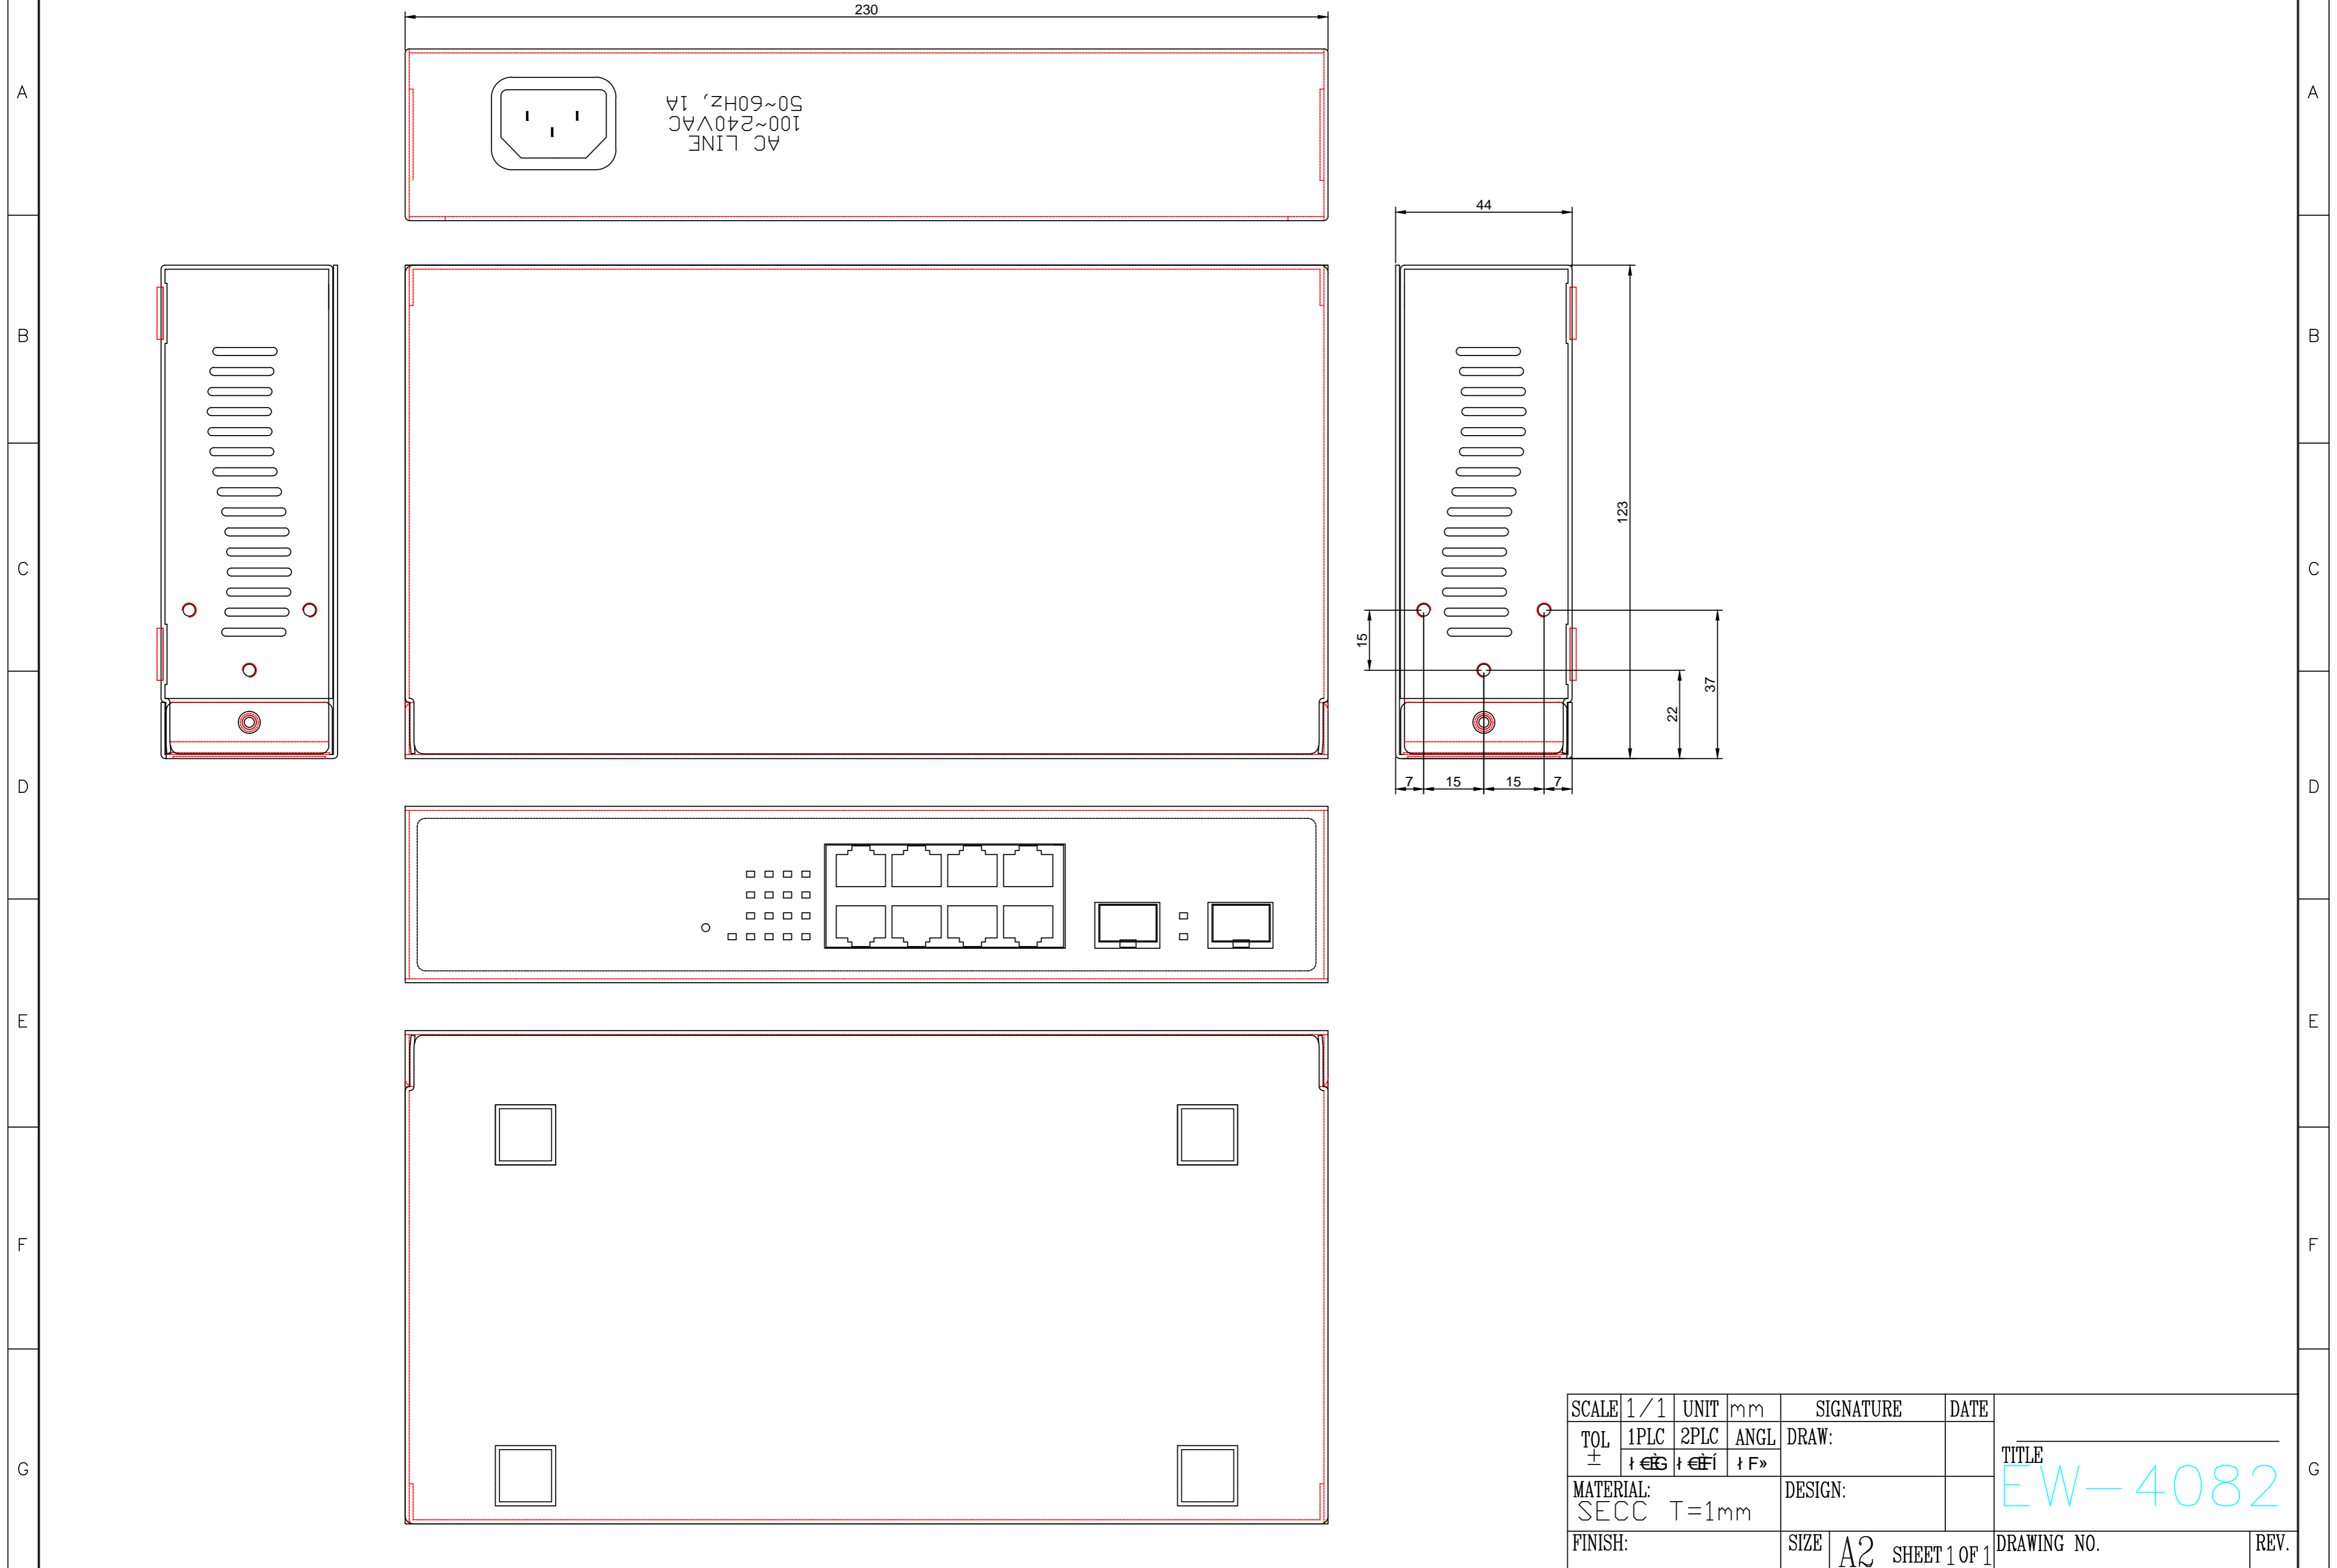 230
A
A
50~60Hz, 1A
100~240VAC
AC LINE
44
B
B
123
C
C
15
37
22
D
D
7 15 15 7
E
E
F
F
G
G
SCALE 1/1 UNIT mm SIGNATURE DATE
TOL ± 1PLC 2PLC ANGL DRAW:
TITLE
EW-4082
MATERIAL:
SECC T=1mm
DESIGN:
FINISH:
SIZE A2 SHEET 1 OF 1
DRAWING NO.
REV.